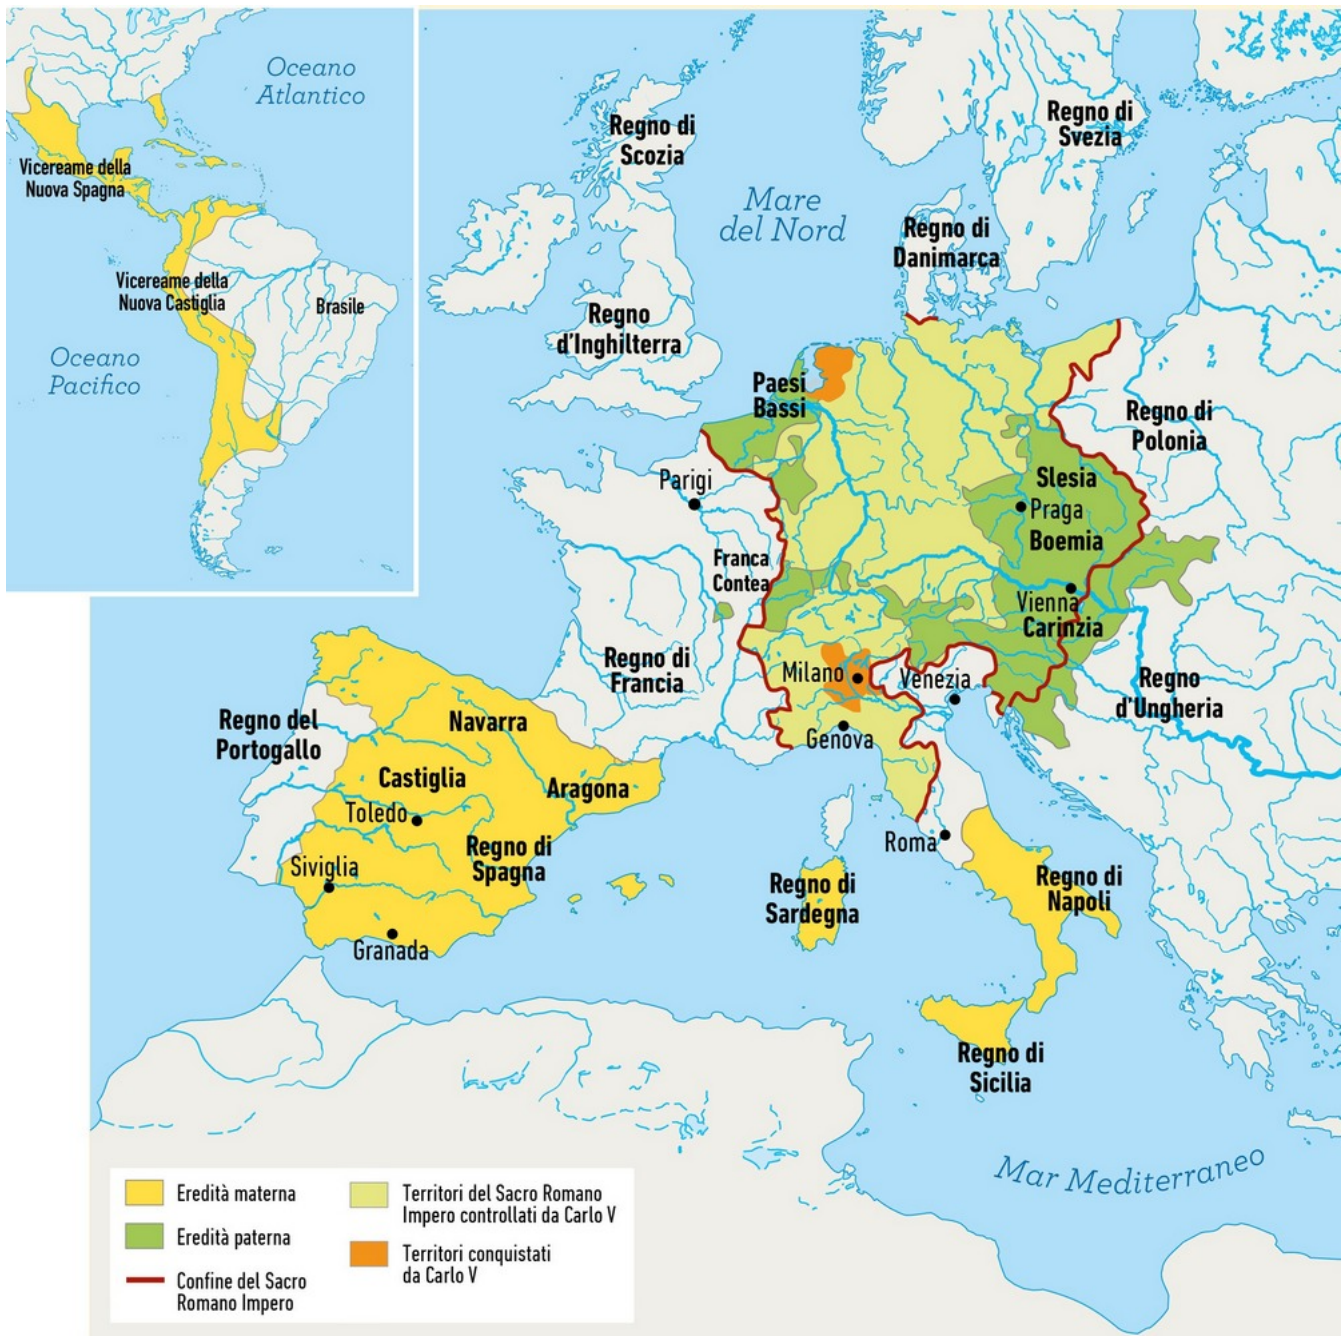 Oceano
Atlantico
Vicereame della
Nuova Spagna
Vicereame della
Nuova Castiglia
Brasile
Oceano
Pacifico
Regno di
Scozia
Regno di
Svezia
Mare
del Nord
Regno di
Danimarca
Regno
d'Inghilterra
Paesi
Bassi
Regno di
Polonia
Parigi
Slesia
Praga
Boemia
Franca
Contea
Vienna
Carinzia
Regno di
Francia
Milano
Venezia
Regno
d'Ungheria
Genova
Regno del
Portogallo
Navarra
Castiglia
Aragona
Toledo
Regno di
Spagna
Siviglia
Granada
Roma
Regno di
Sardegna
Regno di
Napoli
Regno di
Sicilia
Mar Mediterraneo
Eredità materna
Eredità paterna
Confine del Sacro
Romano Impero
Territori del Sacro Romano
Impero controllati da Carlo V
Territori conquistati
da Carlo V